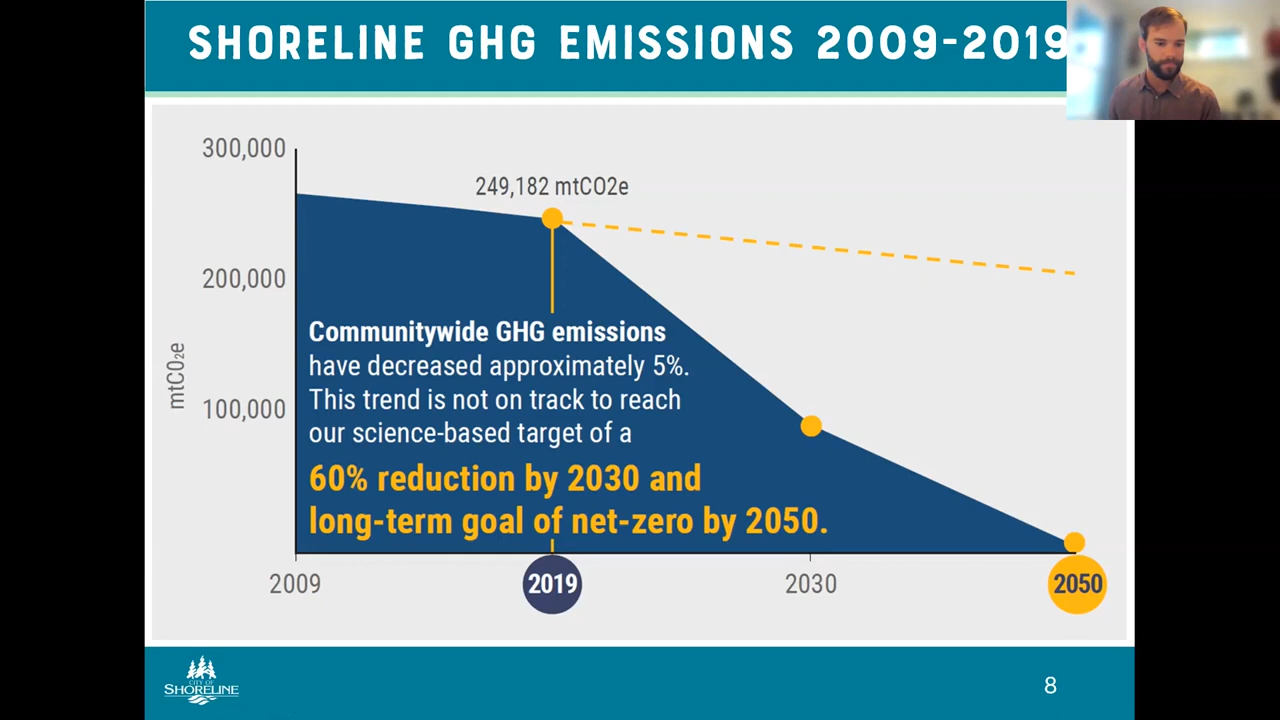 SHORELINE GHG EMISSIONS 2009-2019
300,000
249,182 mtCO2e
200,000
mtCO₂e
100,000
Communitywide GHG emissions
have decreased approximately 5%.
This trend is not on track to reach
our science-based target of a
60% reduction by 2030 and
long-term goal of net-zero by 2050.
2009
2019
2030
2050
CITY OF
SHORELINE
8